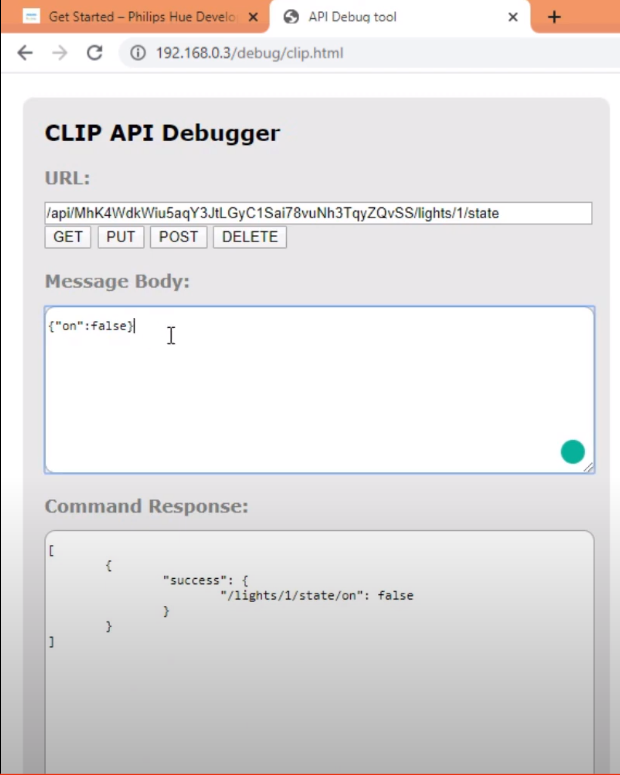 Get Started – Philips Hue Develo
API Debug tool
192.168.0.3/debug/clip.html
CLIP API Debugger
URL:
/api/MhK4WdkWiu5aqY3JtLGyC1Sai78vuNh3TqyZQvSS/lights/1/state
GET PUT POST DELETE
Message Body:
{"on":false}
Command Response:
[
{
"success": {
"/lights/1/state/on": false
}
}
]